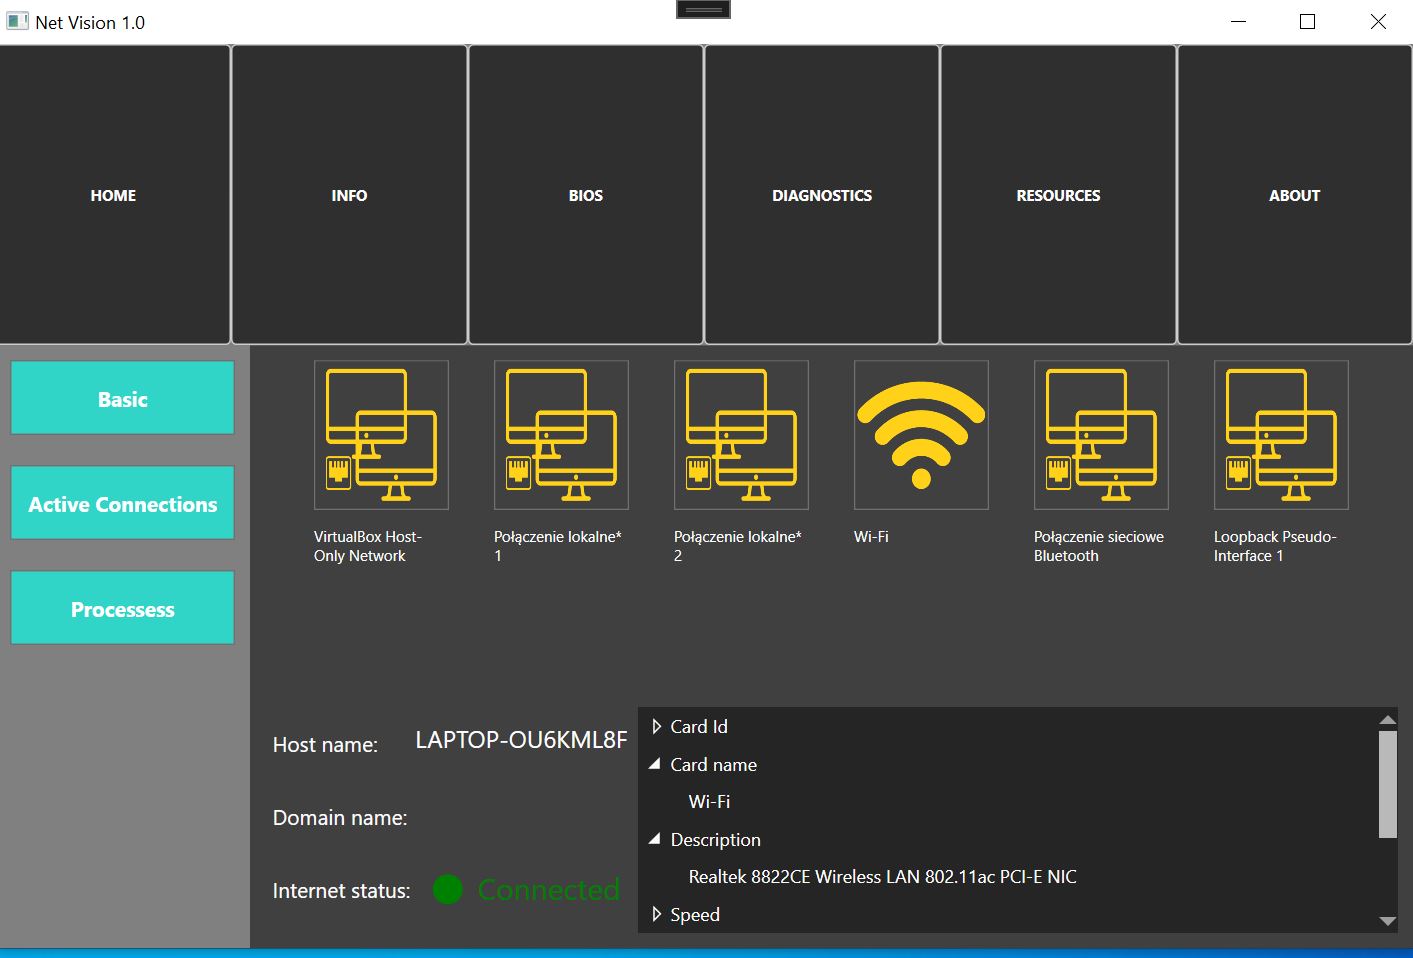 Net Vision 1.0
HOME
INFO
BIOS
DIAGNOSTICS
RESOURCES
ABOUT
Basic
Active Connections
Processess
VirtualBox Host-
Only Network
Połączenie lokalne*
1
Połączenie lokalne*
2
Wi-Fi
Połączenie sieciowe
Bluetooth
Loopback Pseudo-
Interface 1
Host name: LAPTOP-OU6KML8F
Domain name:
Internet status: Connected
Card Id
Card name
Wi-Fi
Description
Realtek 8822CE Wireless LAN 802.11ac PCI-E NIC
Speed